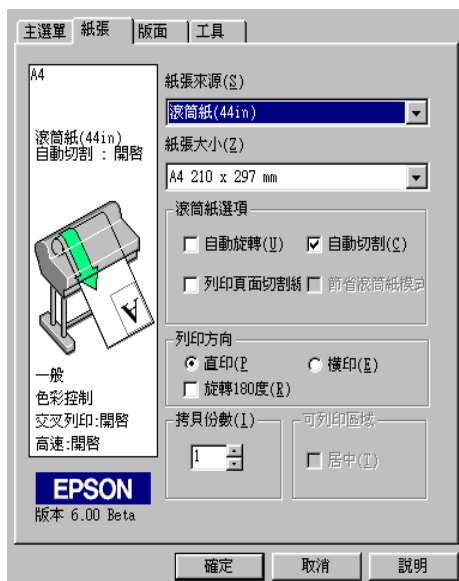 主選單 紙張 版面 工具
A4
滾筒紙(44in)
自動切割 : 開啓
A
一般
色彩控制
交叉列印:開啓
高速:開啓
EPSON
版本 6.00 Beta
紙張來源(S)
滾筒紙(44in)
紙張大小(Z)
A4 210 x 297 mm
滾筒紙選項
自動旋轉(U) 自動切割(C)
列印頁面切割線 節省滾筒紙模式
列印方向
直印(P 橫印(E)
旋轉180度(R)
拷貝份數(I) 可列印區域
1 居中(T)
確定 取消 說明